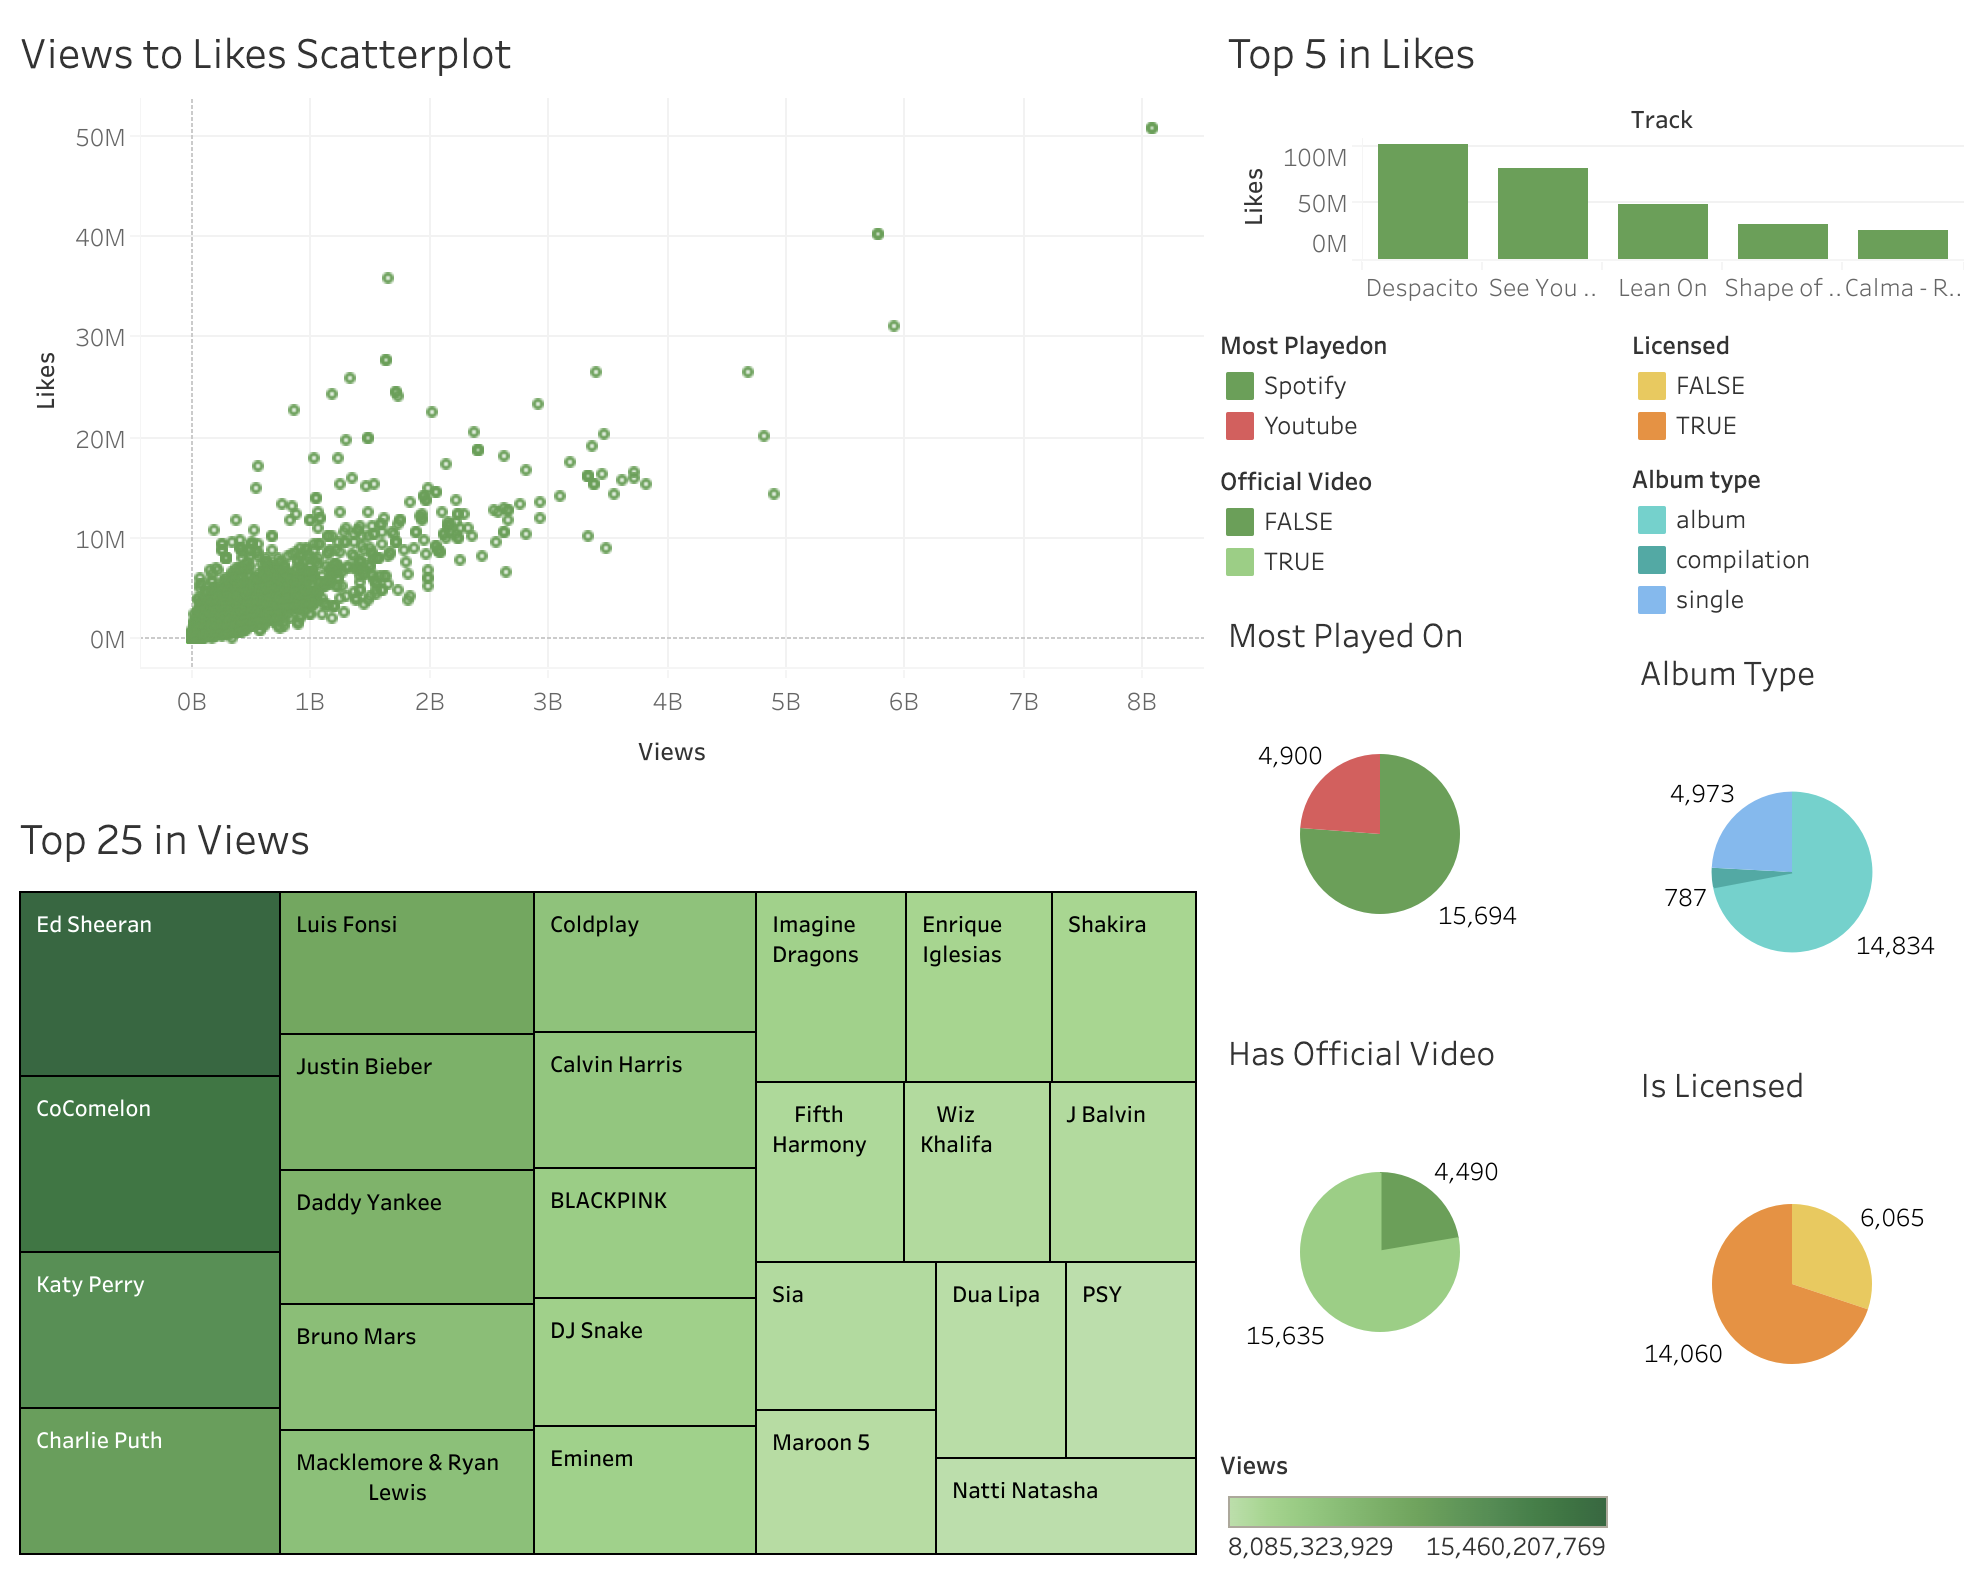 Views to Likes Scatterplot
50M
40M
30M
20M
10M
0M
Likes
0B
1B
2B
3B
4B
5B
6B
7B
8B
Views
Top 5 in Likes
Track
100M
50M
0M
Likes
Despacito
See You ..
Lean On
Shape of ..
Calma - R..
Most Playedon
Spotify
Youtube
Licensed
FALSE
TRUE
Official Video
FALSE
TRUE
Album type
album
compilation
single
Most Played On
4,900
15,694
Album Type
4,973
787
14,834
Has Official Video
4,490
15,635
Is Licensed
6,065
14,060
Top 25 in Views
Ed Sheeran
CoComelon
Katy Perry
Charlie Puth
Luis Fonsi
Justin Bieber
Daddy Yankee
Bruno Mars
Macklemore & Ryan
Lewis
Coldplay
Calvin Harris
BLACKPINK
DJ Snake
Eminem
Imagine
Dragons
Enrique
Iglesias
Shakira
Fifth
Harmony
Wiz
Khalifa
J Balvin
Sia
Maroon 5
Dua Lipa
PSY
Natti Natasha
Views
8,085,323,929
15,460,207,769